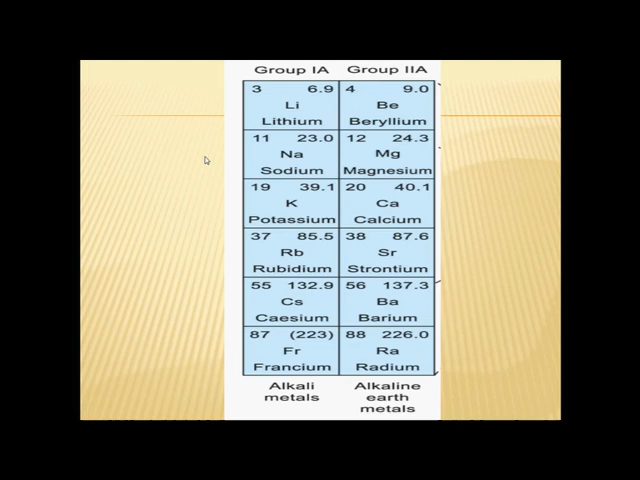 Group IA Group IIA
3 6.9 4 9.0
Li Be
Lithium Beryllium
11 23.0 12 24.3
Na Mg
Sodium Magnesium
19 39.1 20 40.1
K Ca
Potassium Calcium
37 85.5 38 87.6
Rb Sr
Rubidium Strontium
55 132.9 56 137.3
Cs Ba
Caesium Barium
87 (223) 88 226.0
Fr Ra
Francium Radium
Alkali Alkaline
metals earth
metals